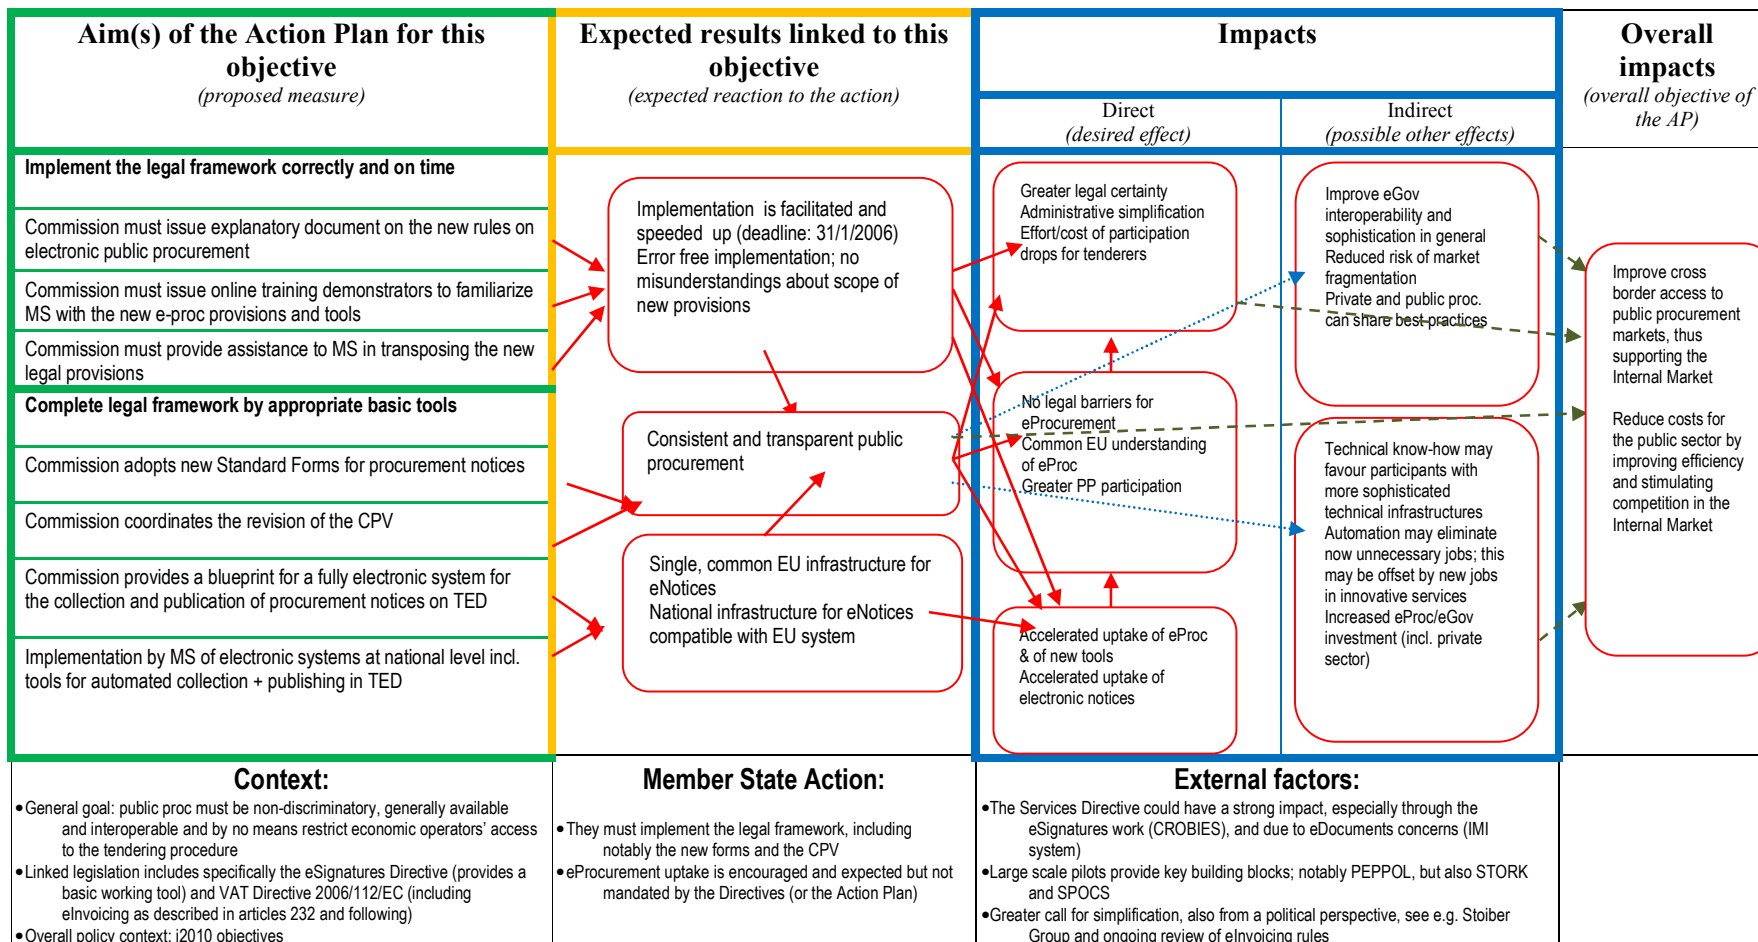 Aim(s) of the Action Plan for this
objective
(proposed measure)
Expected results linked to this
objective
(expected reaction to the action)
Impacts
Direct
(desired effect)
Indirect
(possible other effects)
Overall
impacts
(overall objective of
the AP)
Implement the legal framework correctly and on time
Commission must issue explanatory document on the new rules on
electronic public procurement
Commission must issue online training demonstrators to familiarize
MS with the new e-proc provisions and tools
Commission must provide assistance to MS in transposing the new
legal provisions
Complete legal framework by appropriate basic tools
Commission adopts new Standard Forms for procurement notices
Commission coordinates the revision of the CPV
Commission provides a blueprint for a fully electronic system for
the collection and publication of procurement notices on TED
Implementation by MS of electronic systems at national level incl.
tools for automated collection + publishing in TED
Implementation is facilitated and
speeded up (deadline: 31/1/2006)
Error free implementation; no
misunderstandings about scope of
new provisions
Consistent and transparent public
procurement
Single, common EU infrastructure for
eNotices
National infrastructure for eNotices
compatible with EU system
Greater legal certainty
Administrative simplification
Effort/cost of participation
drops for tenderers
No legal barriers for
eProcurement
Common EU understanding
of eProc
Greater PP participation
Accelerated uptake of eProc
& of new tools
Accelerated uptake of
electronic notices
Improve eGov
interoperability and
sophistication in general
Reduced risk of market
fragmentation
Private and public proc.
can share best practices
Technical know-how may
favour participants with
more sophisticated
technical infrastructures
Automation may eliminate
now unnecessary jobs; this
may be offset by new jobs
in innovative services
Increased eProc/eGov
investment (incl. private
sector)
Improve cross
border access to
public procurement
markets, thus
supporting the
Internal Market
Reduce costs for
the public sector by
improving efficiency
and stimulating
competition in the
Internal Market
Context:
•General goal: public proc must be non-discriminatory, generally available
and interoperable and by no means restrict economic operators' access
to the tendering procedure
•Linked legislation includes specifically the eSignatures Directive (provides a
basic working tool) and VAT Directive 2006/112/EC (including
eInvoicing as described in articles 232 and following)
•Overall policy context: i2010 objectives
Member State Action:
•They must implement the legal framework, including
notably the new forms and the CPV
•eProcurement uptake is encouraged and expected but not
mandated by the Directives (or the Action Plan)
External factors:
•The Services Directive could have a strong impact, especially through the
eSignatures work (CROBIES), and due to eDocuments concerns (IMI
system)
•Large scale pilots provide key building blocks; notably PEPPOL, but also STORK
and SPOCS
•Greater call for simplification, also from a political perspective, see e.g. Stoiber
Group and ongoing review of eInvoicing rules